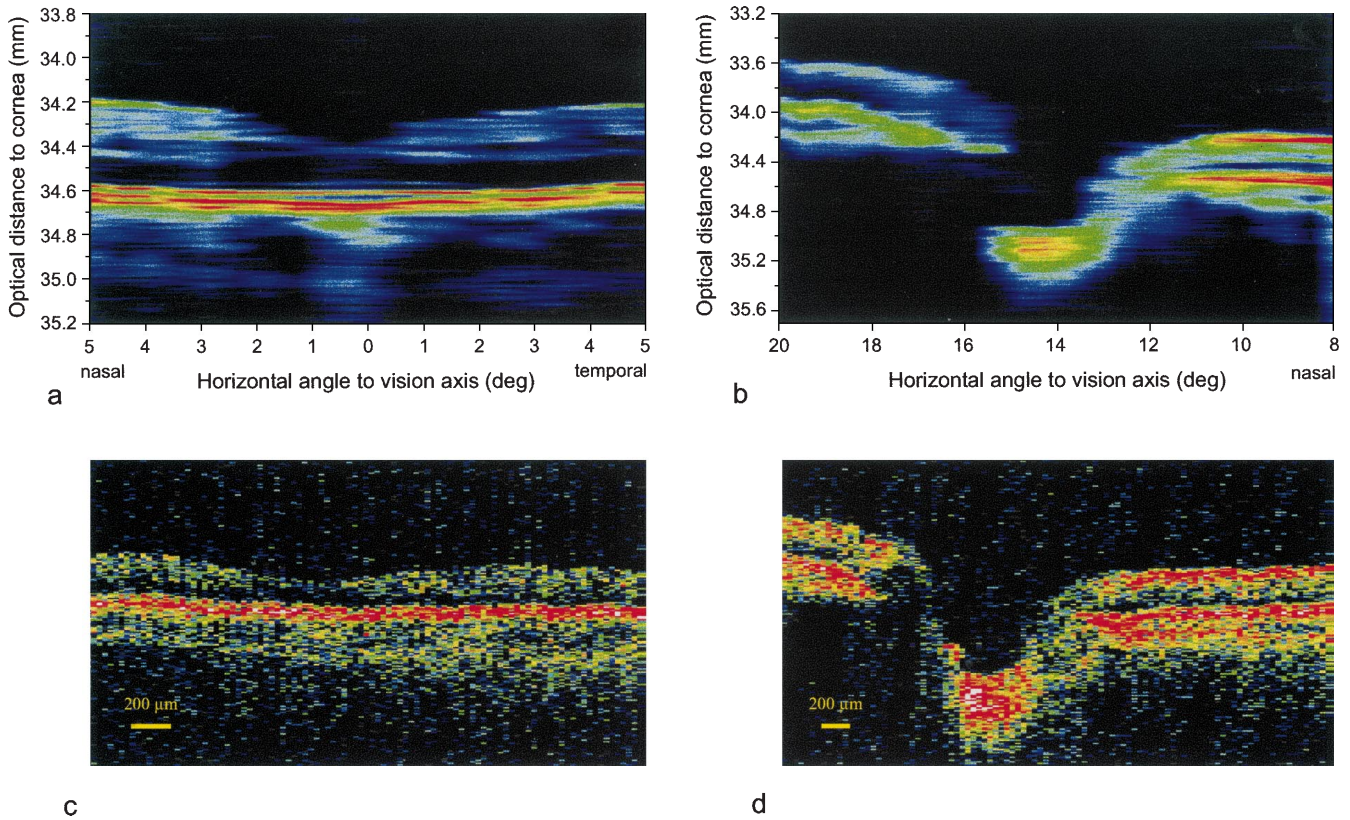 Optical distance to cornea (mm)
33.8
34.0
34.2
34.4
34.6
34.8
35.0
35.2
5
4
3
2
1
0
1
2
3
4
5
nasal
Horizontal angle to vision axis (deg)
temporal
a
Optical distance to cornea (mm)
33.2
33.6
34.0
34.4
34.8
35.2
35.6
20
18
16
14
12
10
8
Horizontal angle to vision axis (deg)
nasal
b
200 µm
c
200 µm
d